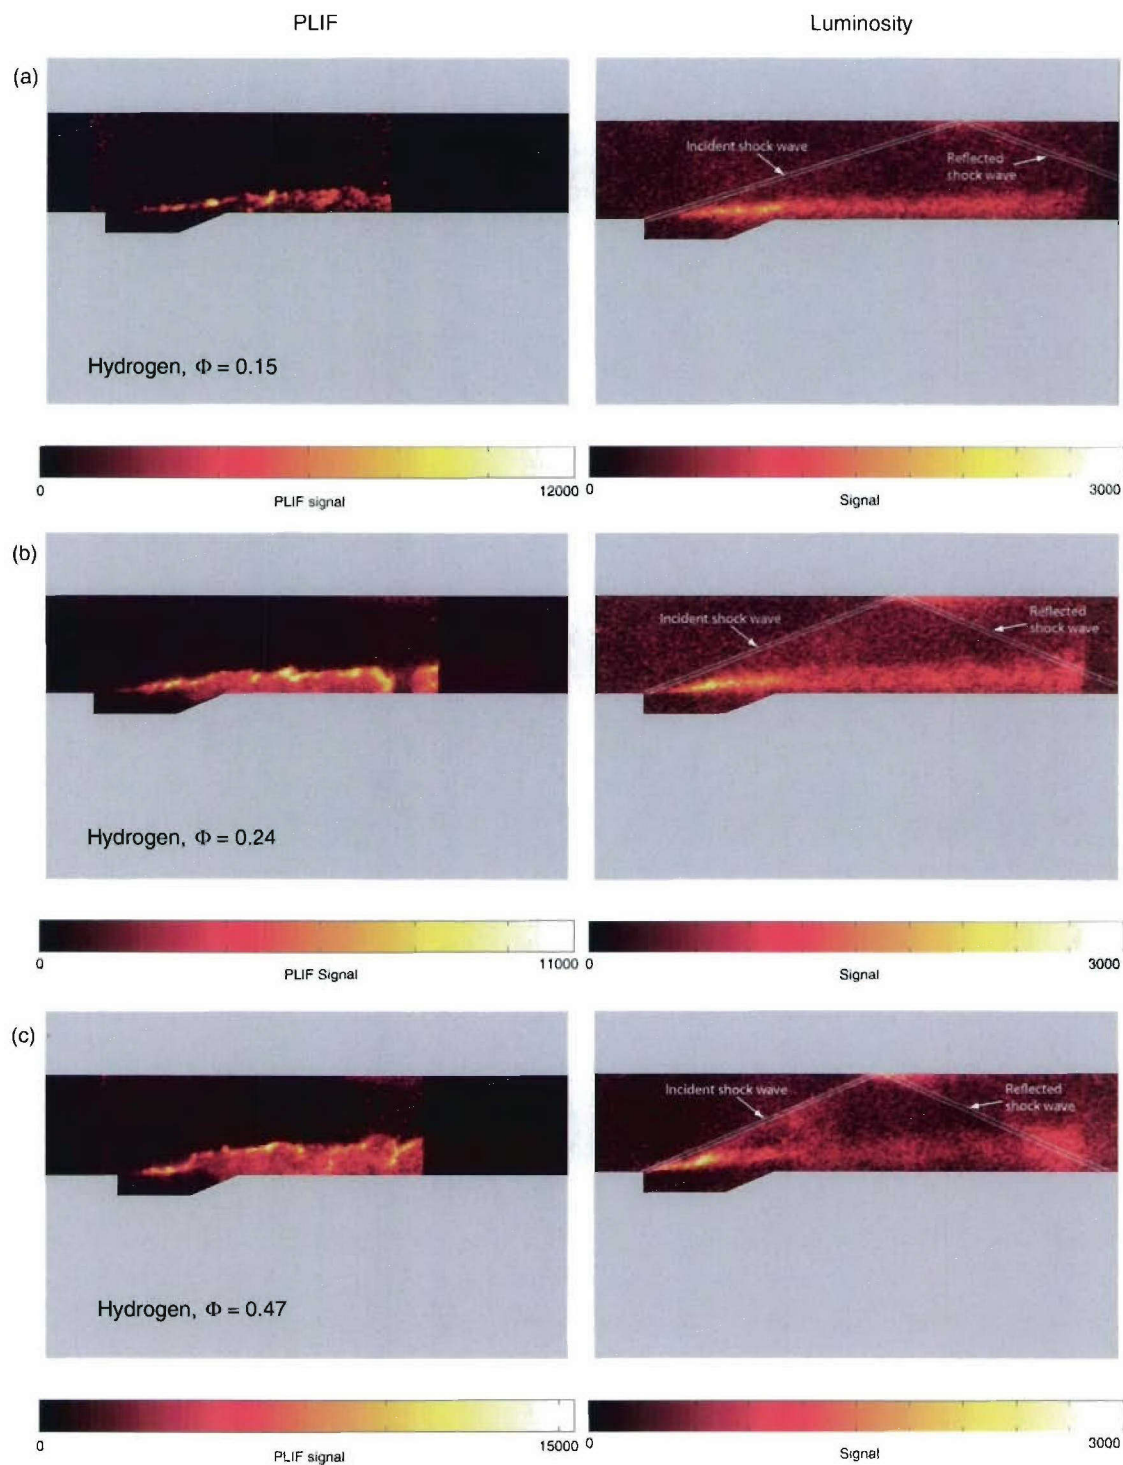 PLIF
Luminosity
(a)
Incident shock wave
Reflected
shock wave
Hydrogen, Φ = 0.15
0
12000
PLIF signal
0
3000
Signal
(b)
Incident shock wave
Reflected
shock wave
Hydrogen, Φ = 0.24
0
11000
PLIF Signal
0
3000
Signal
(c)
Incident shock wave
Reflected
shock wave
Hydrogen, Φ = 0.47
0
15000
PLIF signal
0
3000
Signal